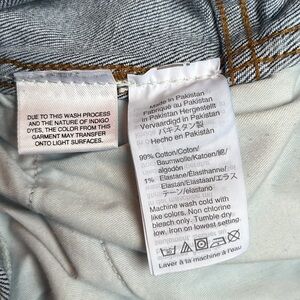 DUE TO THIS WASH PROCESS
AND THE NATURE OF INDIGO
DYES, THE COLOR FROM THIS
GARMENT MAY TRANSFER
ONTO LIGHT SURFACES.
Made in Pakistan
Fabriqué au Pakistan
In Pakistan Hergestellt
Vervaardigd in Pakistan
パキスタン製
Hecho en Pakistán
99% Cotton/Coton/
Baumwolle/Katoen/綿/
algodón
1% Elastan/Élasthanne/
Elastan/Elastaan/エラス
テーン/elastano
Machine wash cold with
like colors. Non chlorine
bleach only. Tumble dry
low. Iron on lowest if
needed.
Laver à la machine à l'eau